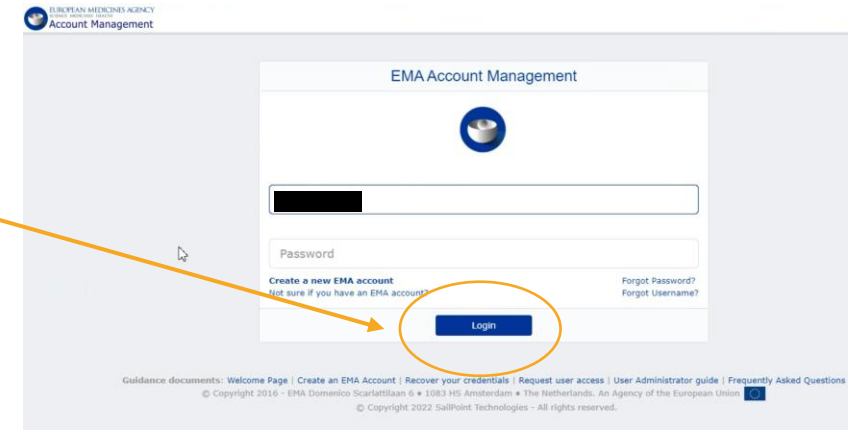 EUROPEAN MEDICINES AGENCY
SCIENCE MEDICINES HEALTH
Account Management
EMA Account Management
Password
Create a new EMA account
Forgot Password?
Not sure if you have an EMA account?
Forgot Username?
Login
Guidance documents: Welcome Page | Create an EMA Account | Recover your credentials | Request user access | User Administrator guide | Frequently Asked Questions
© Copyright 2016 - EMA Domenico Scarlattilaan 6 • 1083 HS Amsterdam • The Netherlands. An Agency of the European Union
© Copyright 2022 SailPoint Technologies - All rights reserved.